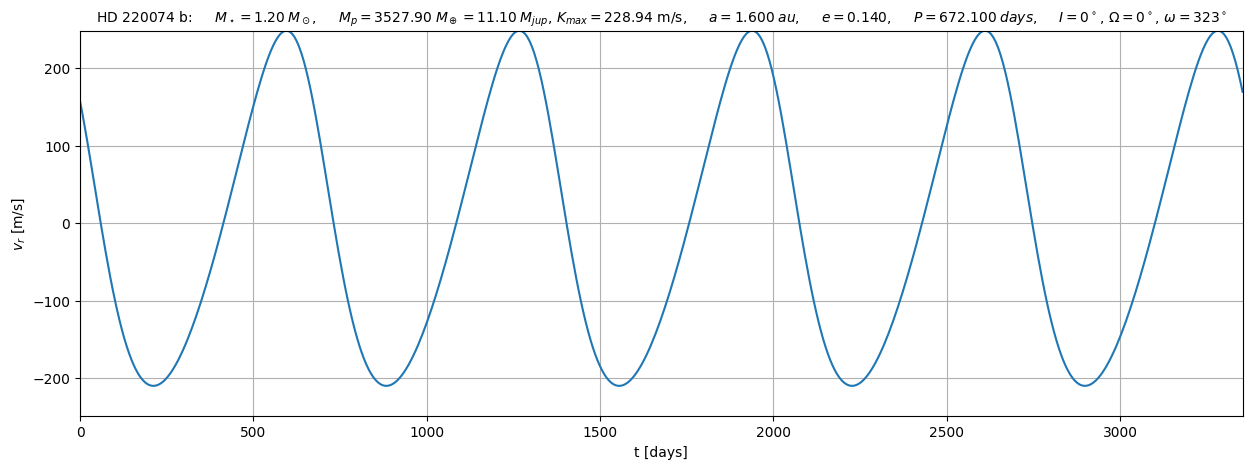 HD 220074 b: M⋆ = 1.20 M⊙, Mp = 3527.90 M⊕ = 11.10 Mjup, Kmax = 228.94 m/s, a = 1.600 au, e = 0.140, P = 672.100 days, I = 0°, Ω = 0°, ω = 323°
200
100
0
−100
−200
vr [m/s]
0 500 1000 1500 2000 2500 3000
t [days]